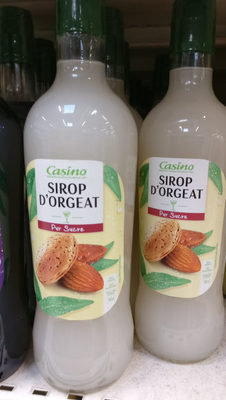 Casino
SIROP
D'ORGEAT
Pur Sucre
Casino
SIROP
D'ORGEAT
Pur Sucre